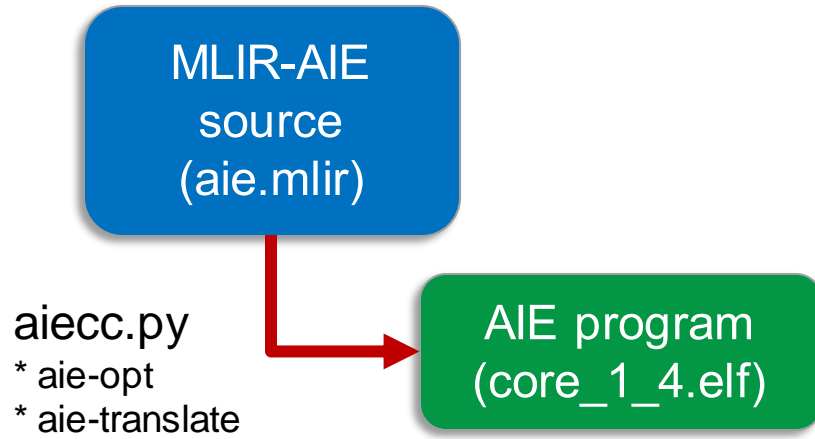 MLIR-AIE
source
(aie.mlir)
aiecc.py
* aie-opt
* aie-translate
AIE program
(core_1_4.elf)